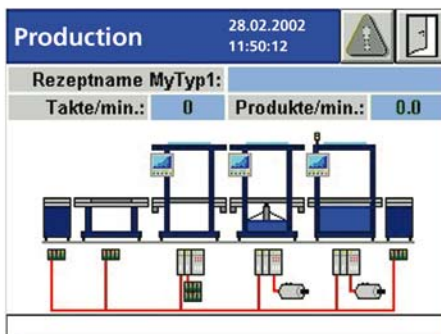 Production
28.02.2002
11:50:12
Rezeptname MyTyp1:
Takte/min.: 0 Produkte/min.: 0.0